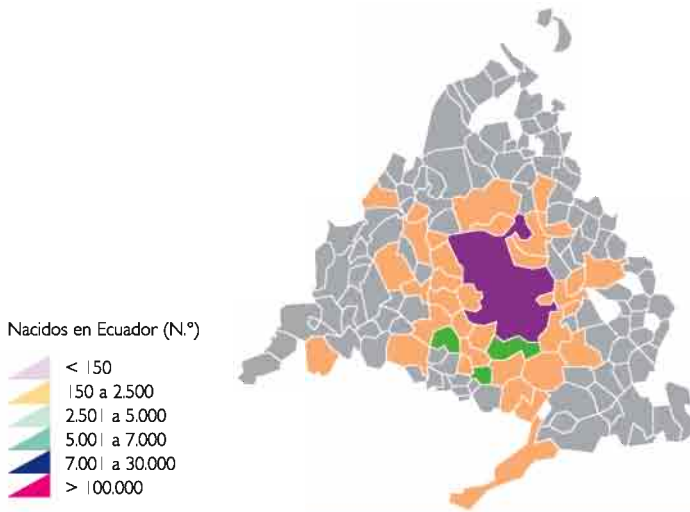 Nacidos en Ecuador (N.º)
< 150
150 a 2.500
2.501 a 5.000
5.001 a 7.000
7.001 a 30.000
> 100.000